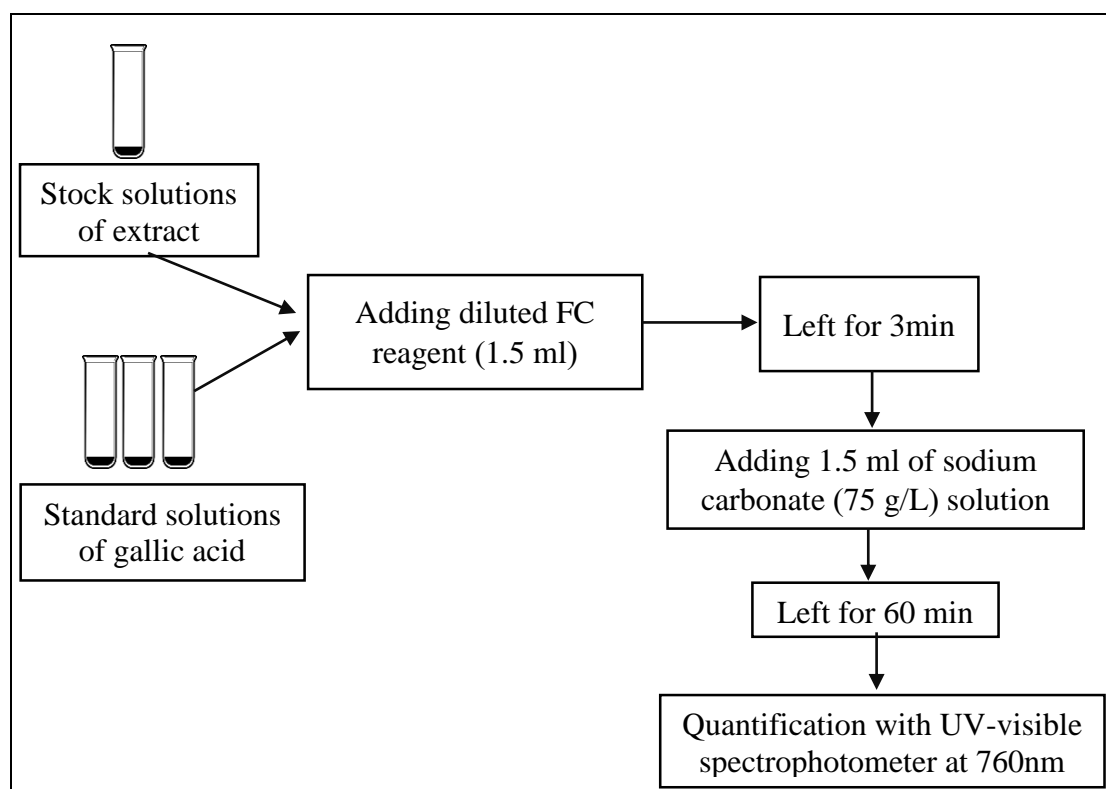 Stock solutions
of extract
Standard solutions
of gallic acid
Adding diluted FC
reagent (1.5 ml)
Left for 3min
Adding 1.5 ml of sodium
carbonate (75 g/L) solution
Left for 60 min
Quantification with UV-visible
spectrophotometer at 760nm